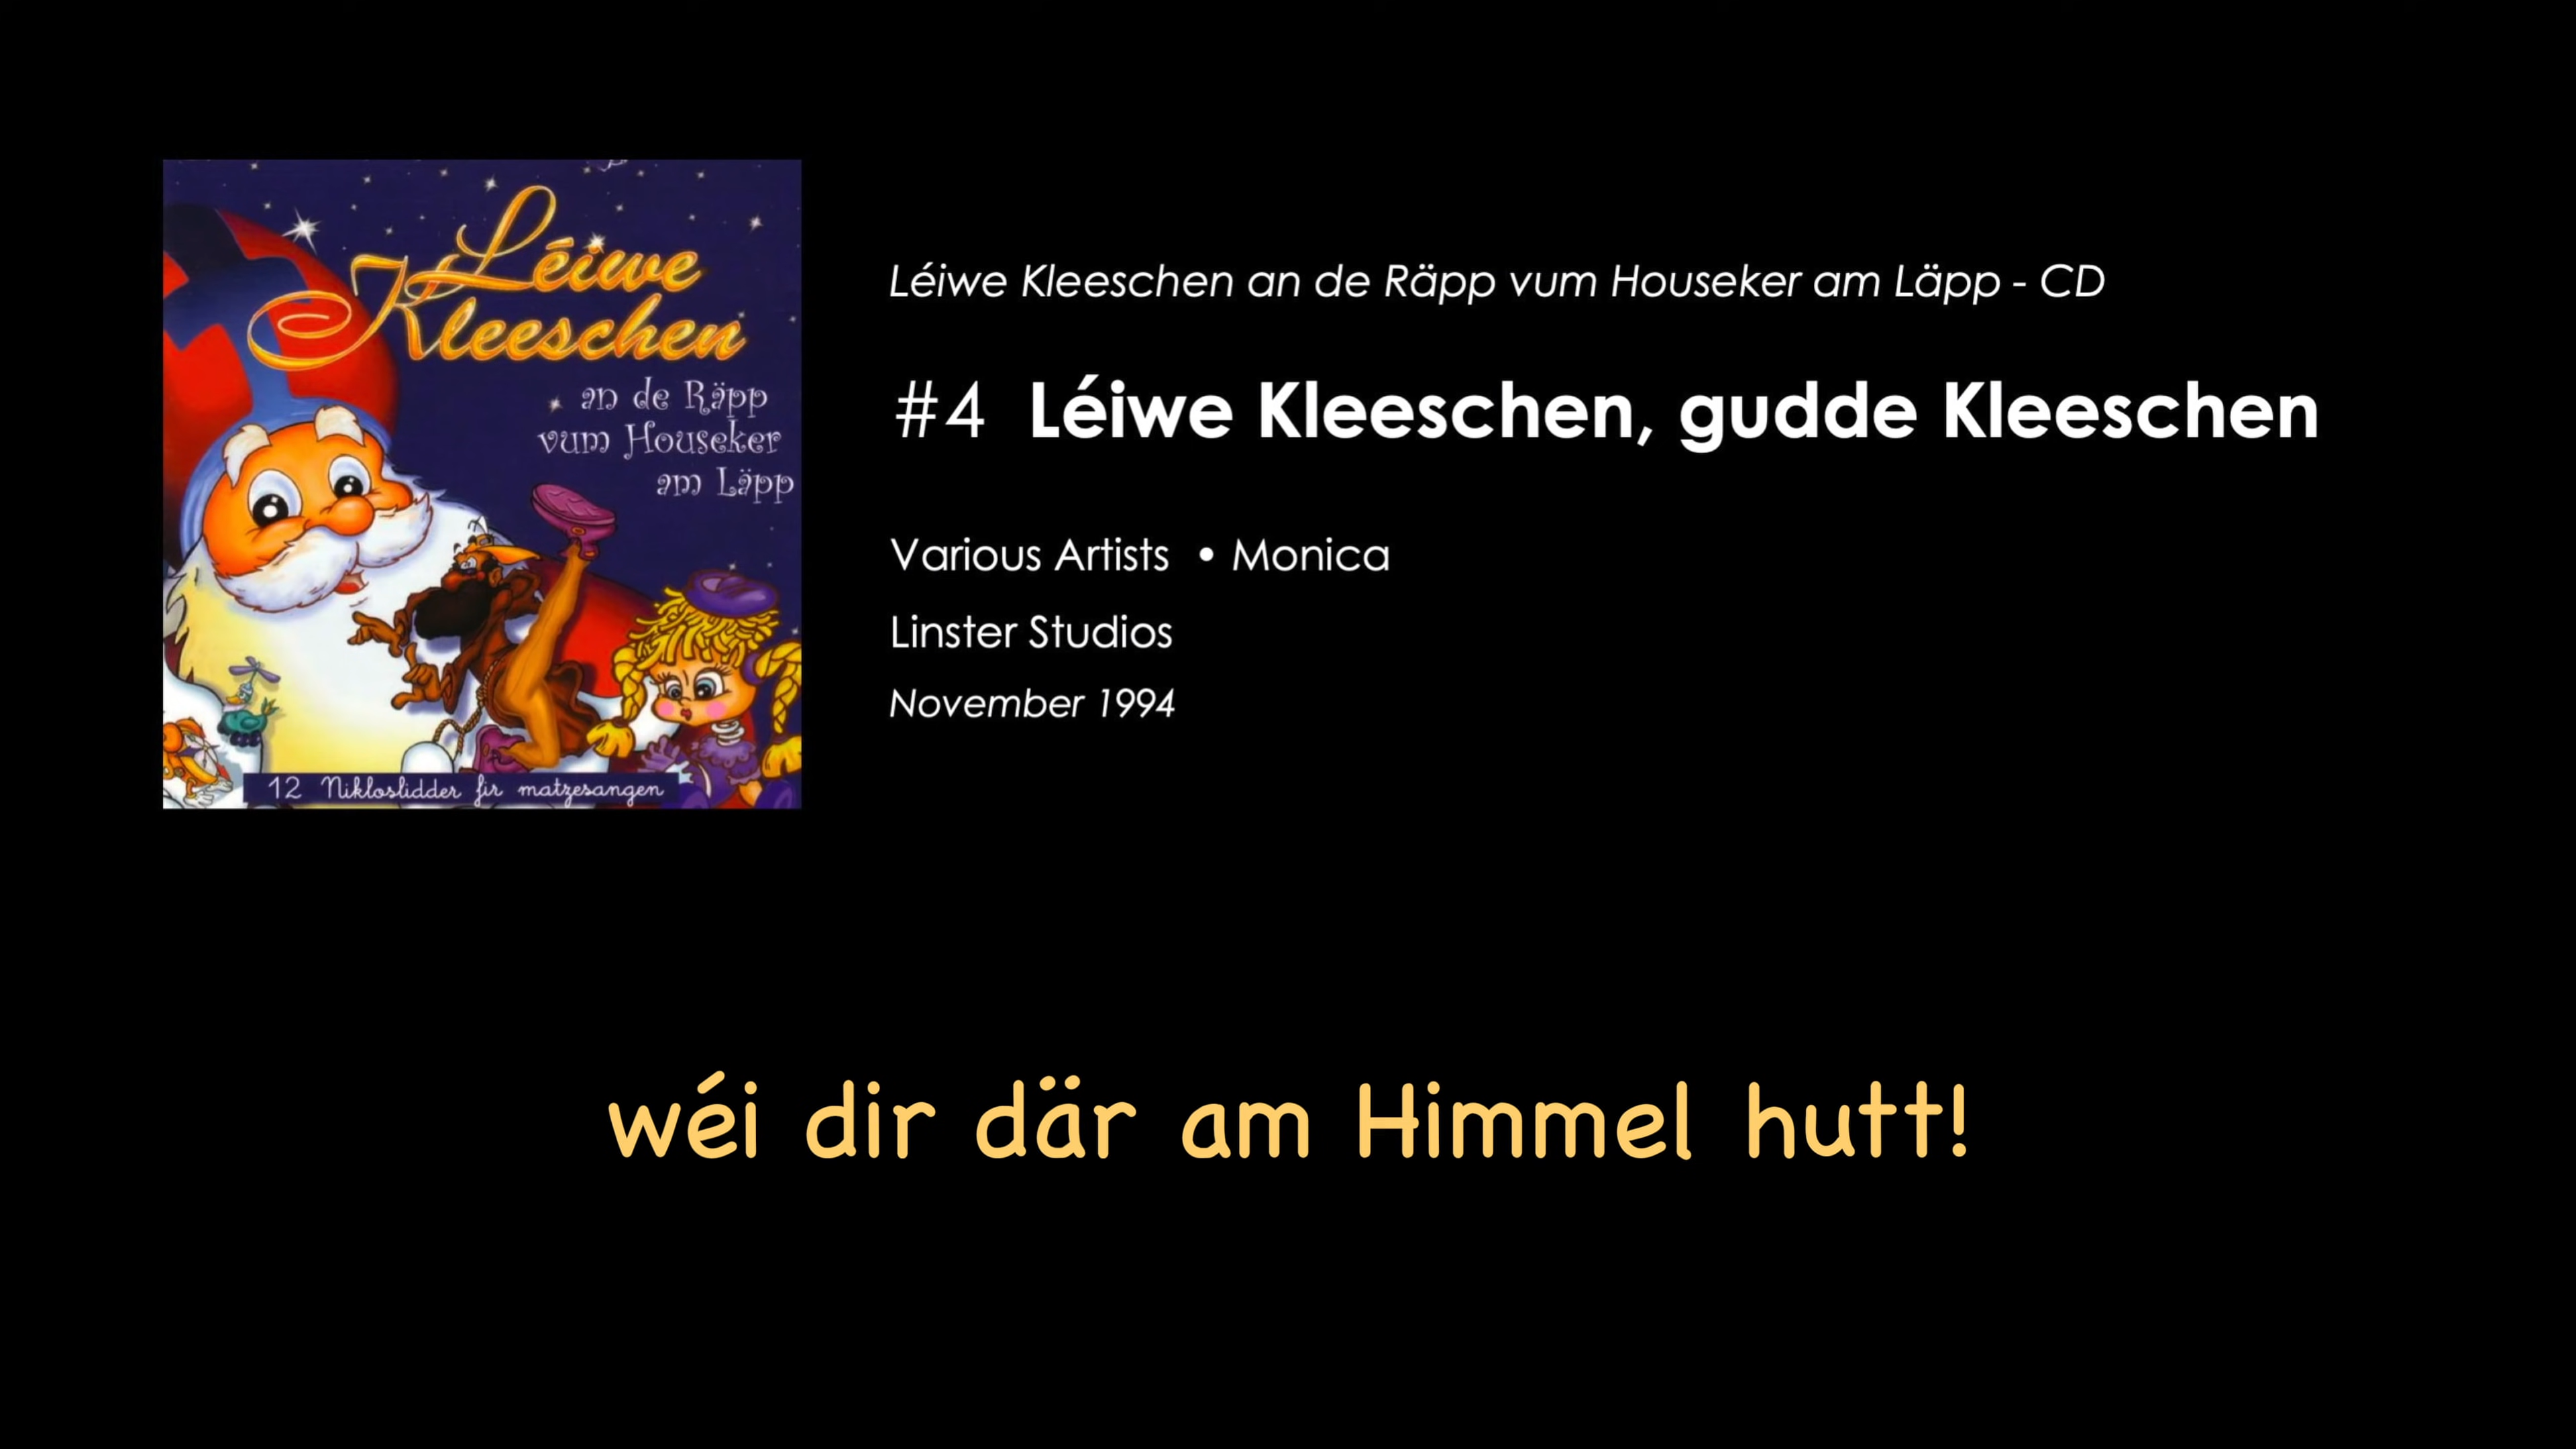 Léiwe
Kleeschen
an de Räpp
vum Houseker
am Läpp
12 Nikloslidder fir matzesangen
Léiwe Kleeschen an de Räpp vum Houseker am Läpp - CD
#4 Léiwe Kleeschen, gudde Kleeschen
Various Artists • Monica
Linster Studios
November 1994
wéi dir där am Himmel hutt!